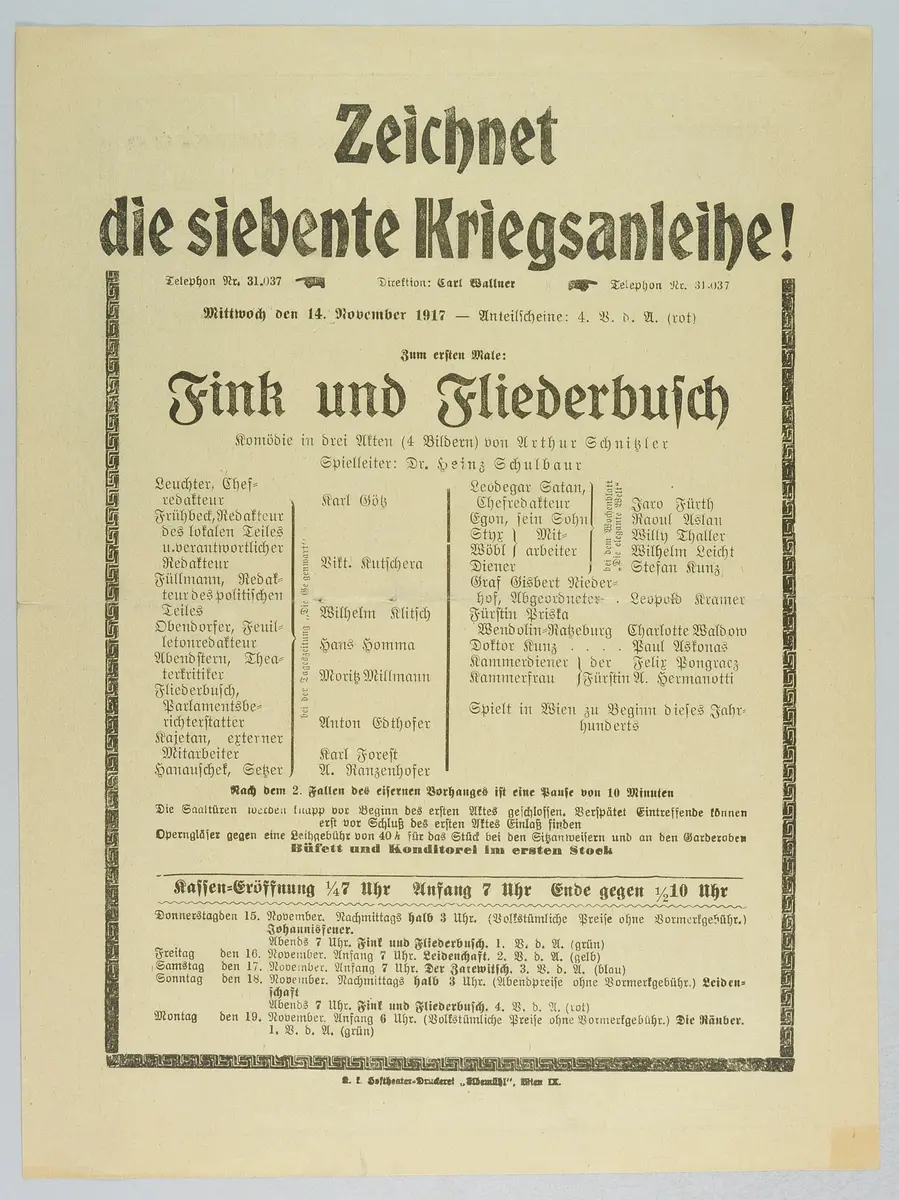 Zeichnet
die siebente Kriegsanleihe!
Telephon Nr. 31.037 Direktion: Carl Wallner Telephon Nr. 31.037
Mittwoch den 14. November 1917 — Anteilscheine: 4. V. d. A. (rot)
Zum ersten Male:
Fink und Fliederbusch
Komödie in drei Akten (4 Bildern) von Arthur Schnitzler
Spielleiter: Dr. Heinz Schulbaur
Leuchter, Chef=
redakteur
Karl Götz
Frühbeck, Redakteur
des lokalen Teiles
u. verantwortlicher
Redakteur
Vikt. Kutschera
Füllmann, Redak=
teur des politischen
Teiles
Wilhelm Klitsch
Obendorfer, Feuil=
letonredakteur
Hans Homma
Abendstern, Thea=
terkritiker
Moritz Millmann
Fliederbusch,
Parlamentsbe=
richterstatter
Anton Edthofer
Kajetan, externer
Mitarbeiter
Karl Forest
Hanauschek, Setzer
A. Ranzenhofer
bei der Tageszeitung „Die Gegenwart"
Leodegar Satan,
Chefredakteur
Jaro Fürth
Egon, sein Sohn Raoul Aslan
Styx } Mit= Willy Thaller
Wöbl } arbeiter Wilhelm Leicht
Diener Stefan Kunz
bei dem Wochenblatt
„Die elegante Welt"
Graf Gisbert Nieder=
hof, Abgeordneter . Leopold Kramer
Fürstin Priska
Wendolin=Ratzeburg Charlotte Waldow
Doktor Kunz . . . . Paul Askonas
Kammerdiener } der Felix Pongracz
Kammerfrau } Fürstin A. Hermanotti
Spielt in Wien zu Beginn dieses Jahr=
hunderts
Nach dem 2. Fallen des eisernen Vorhanges ist eine Pause von 10 Minuten
Die Saaltüren werden knapp vor Beginn des ersten Aktes geschlossen. Verspätet Eintreffende können
erst vor Schluß des ersten Aktes Einlaß finden
Operngläser gegen eine Leihgebühr von 40 h für das Stück bei den Sitzanweisern und an den Garderoben
Büfett und Konditorei im ersten Stock
Kassen=Eröffnung ¼7 Uhr Anfang 7 Uhr Ende gegen ½10 Uhr
Donnerstag den 15. November. Nachmittags halb 3 Uhr. (Volkstümliche Preise ohne Vormerkgebühr.)
Johannisfeuer.
Abends 7 Uhr. Fink und Fliederbusch. 1. V. d. A. (grün)
Freitag den 16. November. Anfang 7 Uhr. Leidenschaft. 2. V. d. A. (gelb)
Samstag den 17. November. Anfang 7 Uhr. Der Zarewitsch. 3. V. d. A. (blau)
Sonntag den 18. November. Nachmittags halb 3 Uhr. (Abendpreise ohne Vormerkgebühr.) Leiden=
schaft
Abends 7 Uhr. Fink und Fliederbusch. 4. V. d. A. (rot)
Montag den 19. November. Anfang 6 Uhr. (Volkstümliche Preise ohne Vormerkgebühr.) Die Räuber.
1. V. d. A. (grün)
K. k. Hoftheater=Druckerei „Elbemühl", Wien IX.